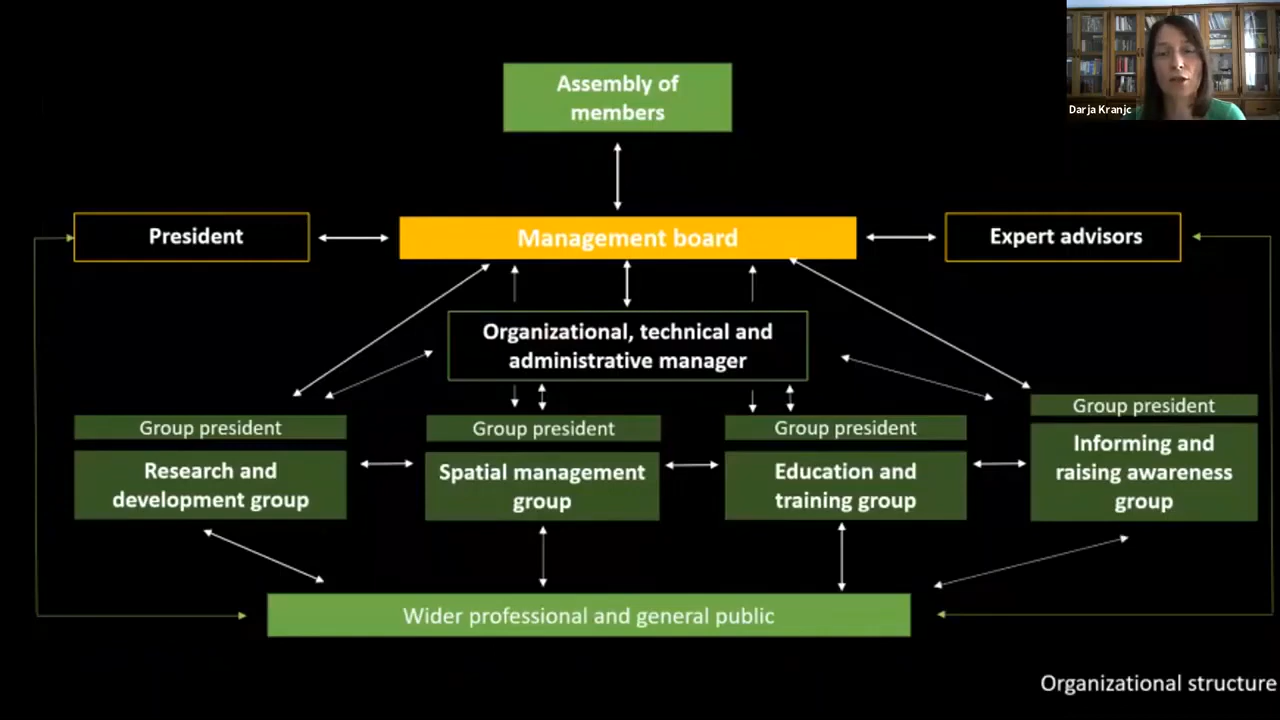 Assembly of
members
Darja Kranjc
President
Management board
Expert advisors
Organizational, technical and
administrative manager
Group president
Research and
development group
Group president
Spatial management
group
Group president
Education and
training group
Group president
Informing and
raising awareness
group
Wider professional and general public
Organizational structure